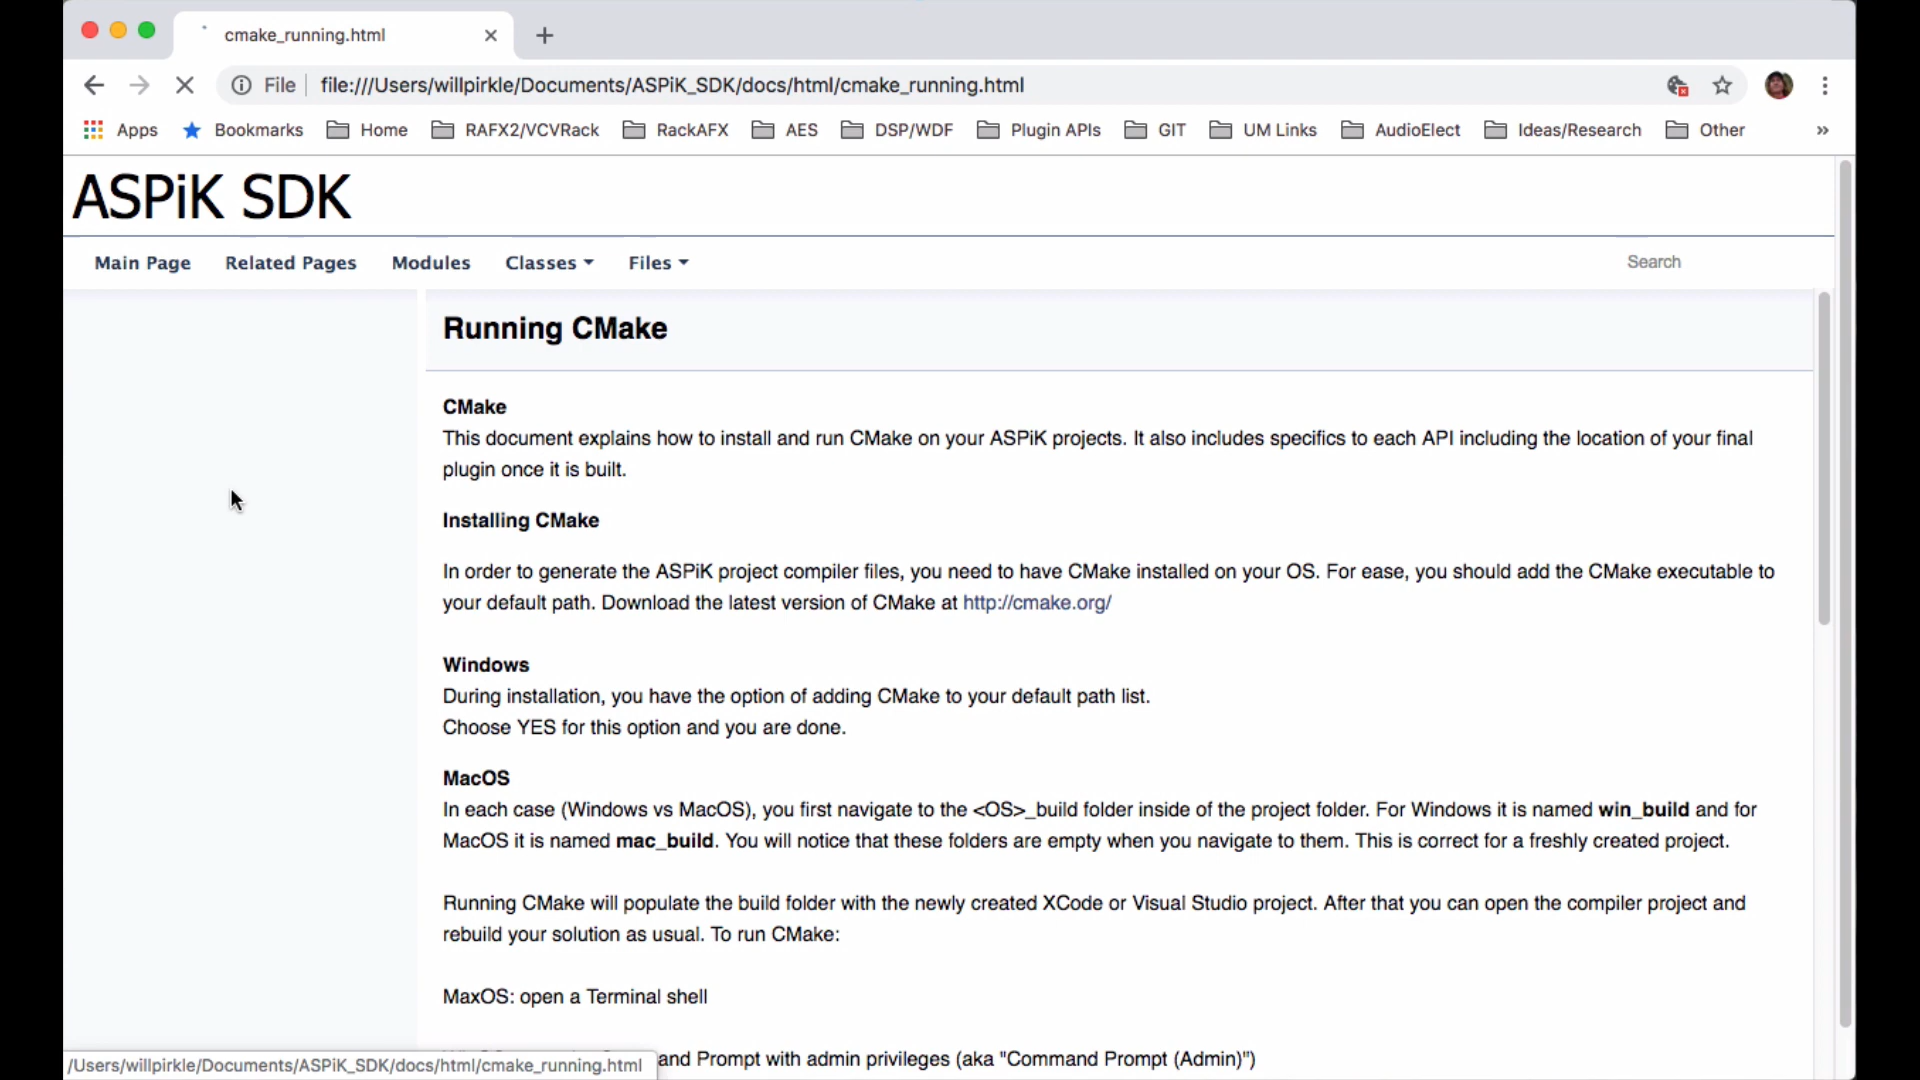 cmake_running.html
File file:///Users/willpirkle/Documents/ASPiK_SDK/docs/html/cmake_running.html
Apps Bookmarks Home RAFX2/VCVRack RackAFX AES DSP/WDF Plugin APIs GIT UM Links AudioElect Ideas/Research Other »
ASPiK SDK
Main Page Related Pages Modules Classes Files Search
Running CMake
CMake
This document explains how to install and run CMake on your ASPiK projects. It also includes specifics to each API including the location of your final
plugin once it is built.
Installing CMake
In order to generate the ASPiK project compiler files, you need to have CMake installed on your OS. For ease, you should add the CMake executable to
your default path. Download the latest version of CMake at http://cmake.org/
Windows
During installation, you have the option of adding CMake to your default path list.
Choose YES for this option and you are done.
MacOS
In each case (Windows vs MacOS), you first navigate to the <OS>_build folder inside of the project folder. For Windows it is named win_build and for
MacOS it is named mac_build. You will notice that these folders are empty when you navigate to them. This is correct for a freshly created project.
Running CMake will populate the build folder with the newly created XCode or Visual Studio project. After that you can open the compiler project and
rebuild your solution as usual. To run CMake:
MaxOS: open a Terminal shell
and Prompt with admin privileges (aka "Command Prompt (Admin)")
/Users/willpirkle/Documents/ASPiK_SDK/docs/html/cmake_running.html